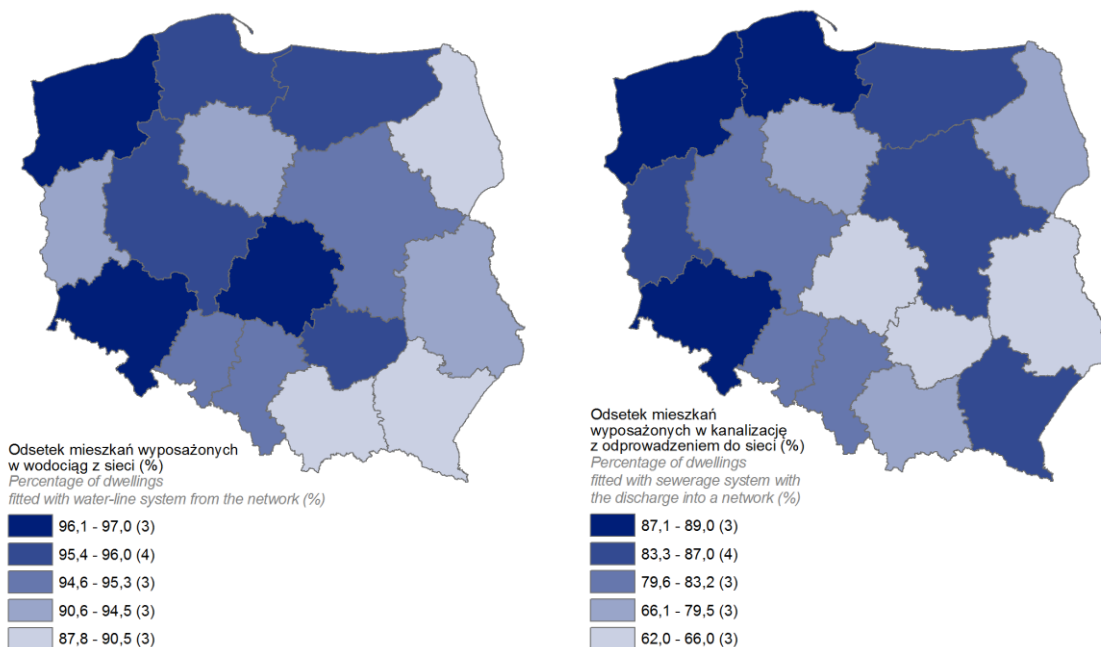 Odsetek mieszkań wyposażonych
w wodociąg z sieci (%)
Percentage of dwellings
fitted with water-line system from the network (%)
96,1 - 97,0 (3)
95,4 - 96,0 (4)
94,6 - 95,3 (3)
90,6 - 94,5 (3)
87,8 - 90,5 (3)
Odsetek mieszkań
wyposażonych w kanalizację
z odprowadzeniem do sieci (%)
Percentage of dwellings
fitted with sewerage system with
the discharge into a network (%)
87,1 - 89,0 (3)
83,3 - 87,0 (4)
79,6 - 83,2 (3)
66,1 - 79,5 (3)
62,0 - 66,0 (3)